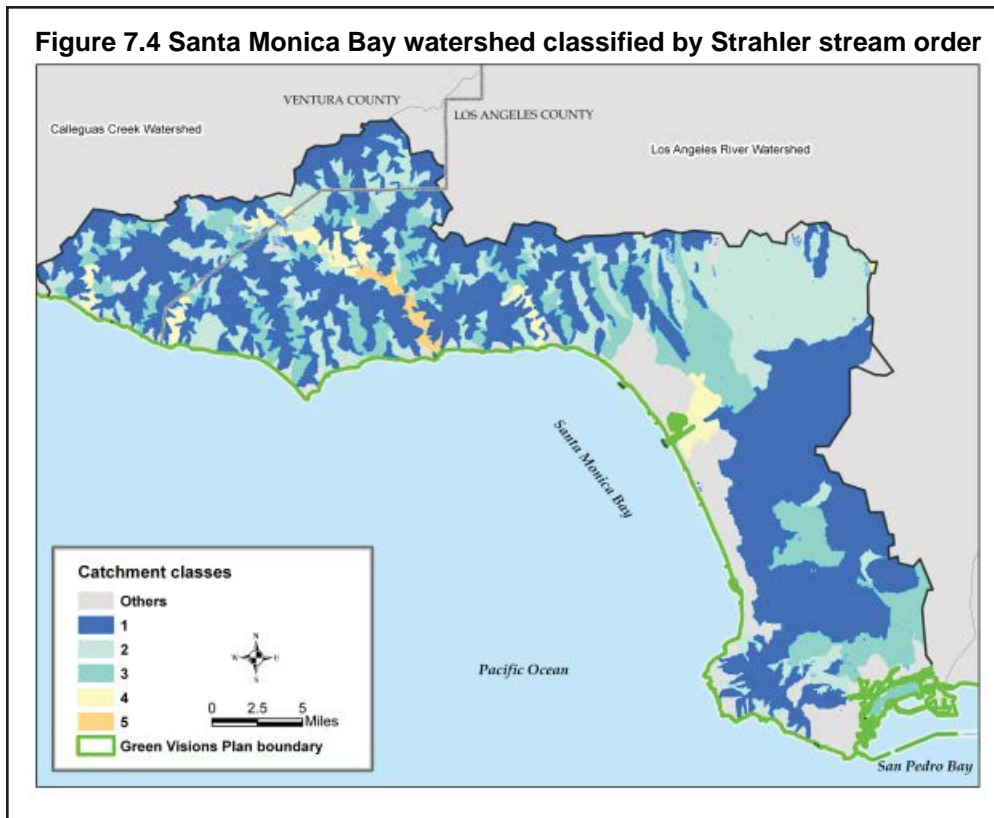 Figure 7.4 Santa Monica Bay watershed classified by Strahler stream order
VENTURA COUNTY
LOS ANGELES COUNTY
Calleguas Creek Watershed
Los Angeles River Watershed
Santa Monica Bay
Catchment classes
Others
1
2
3
4
5
Green Visions Plan boundary
N
W E
S
0 2.5 5
Miles
Pacific Ocean
San Pedro Bay